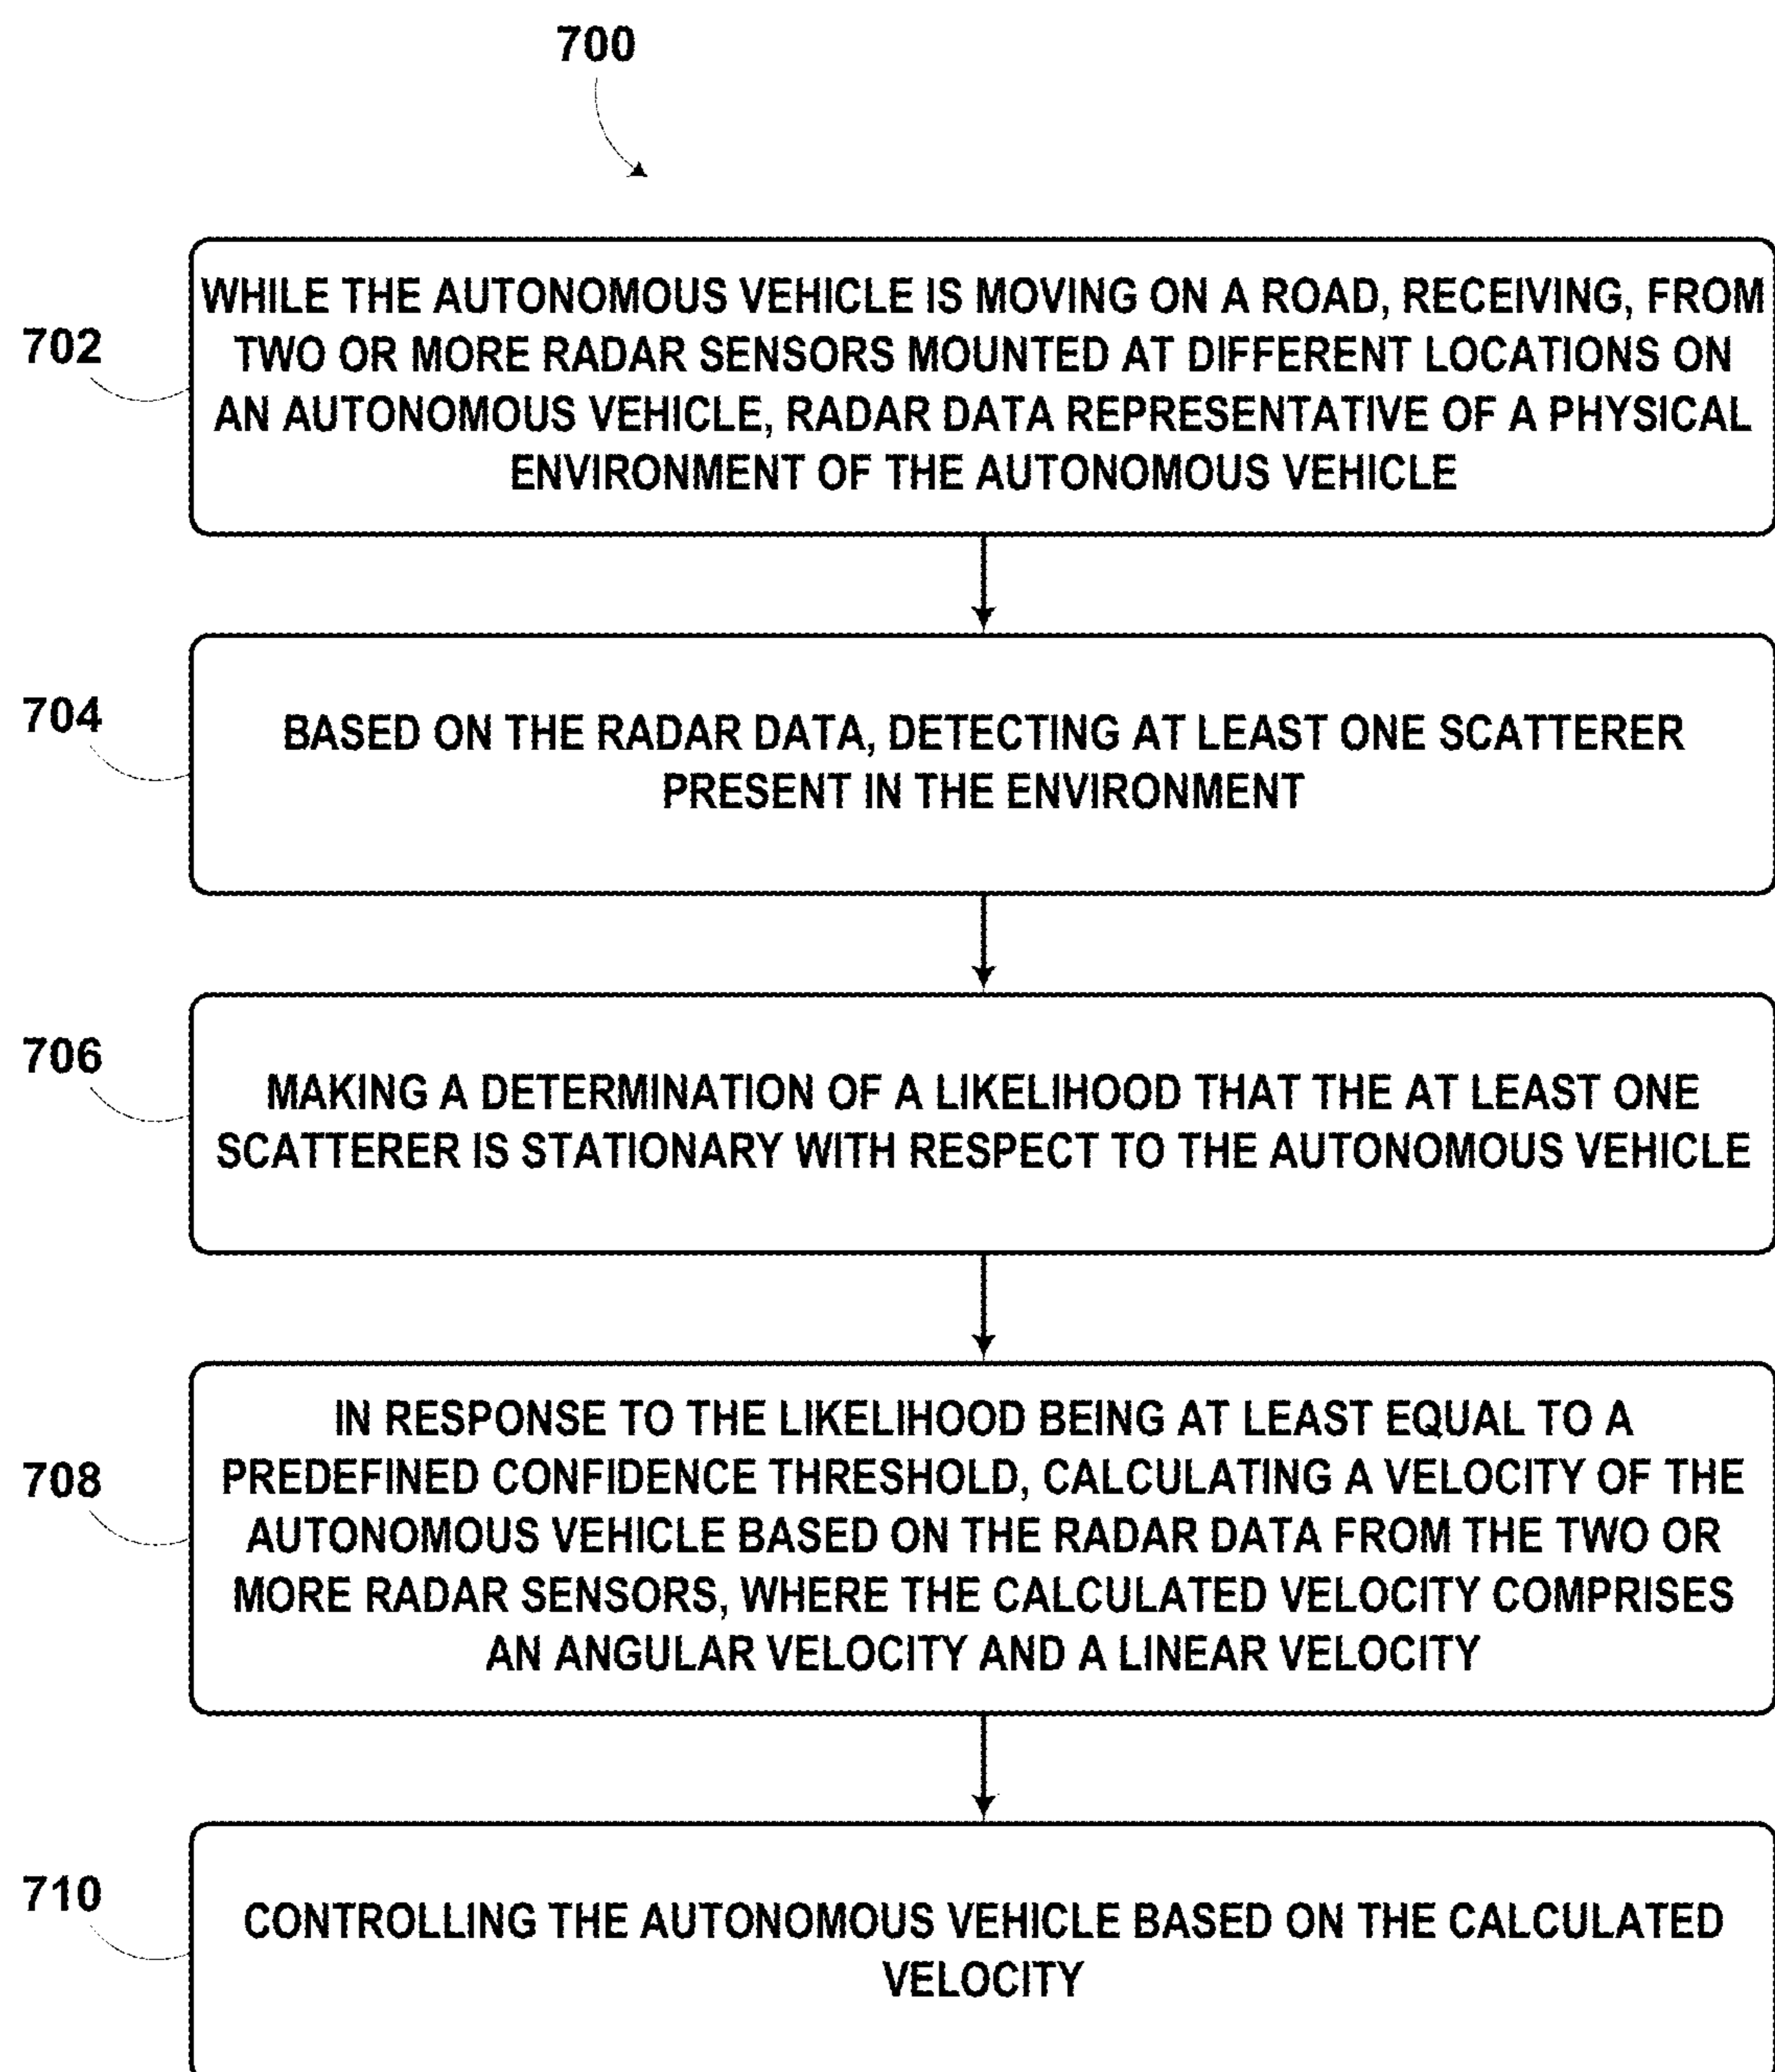 700
702
WHILE THE AUTONOMOUS VEHICLE IS MOVING ON A ROAD, RECEIVING, FROM
TWO OR MORE RADAR SENSORS MOUNTED AT DIFFERENT LOCATIONS ON
AN AUTONOMOUS VEHICLE, RADAR DATA REPRESENTATIVE OF A PHYSICAL
ENVIRONMENT OF THE AUTONOMOUS VEHICLE
704
BASED ON THE RADAR DATA, DETECTING AT LEAST ONE SCATTERER
PRESENT IN THE ENVIRONMENT
706
MAKING A DETERMINATION OF A LIKELIHOOD THAT THE AT LEAST ONE
SCATTERER IS STATIONARY WITH RESPECT TO THE AUTONOMOUS VEHICLE
708
IN RESPONSE TO THE LIKELIHOOD BEING AT LEAST EQUAL TO A
PREDEFINED CONFIDENCE THRESHOLD, CALCULATING A VELOCITY OF THE
AUTONOMOUS VEHICLE BASED ON THE RADAR DATA FROM THE TWO OR
MORE RADAR SENSORS, WHERE THE CALCULATED VELOCITY COMPRISES
AN ANGULAR VELOCITY AND A LINEAR VELOCITY
710
CONTROLLING THE AUTONOMOUS VEHICLE BASED ON THE CALCULATED
VELOCITY